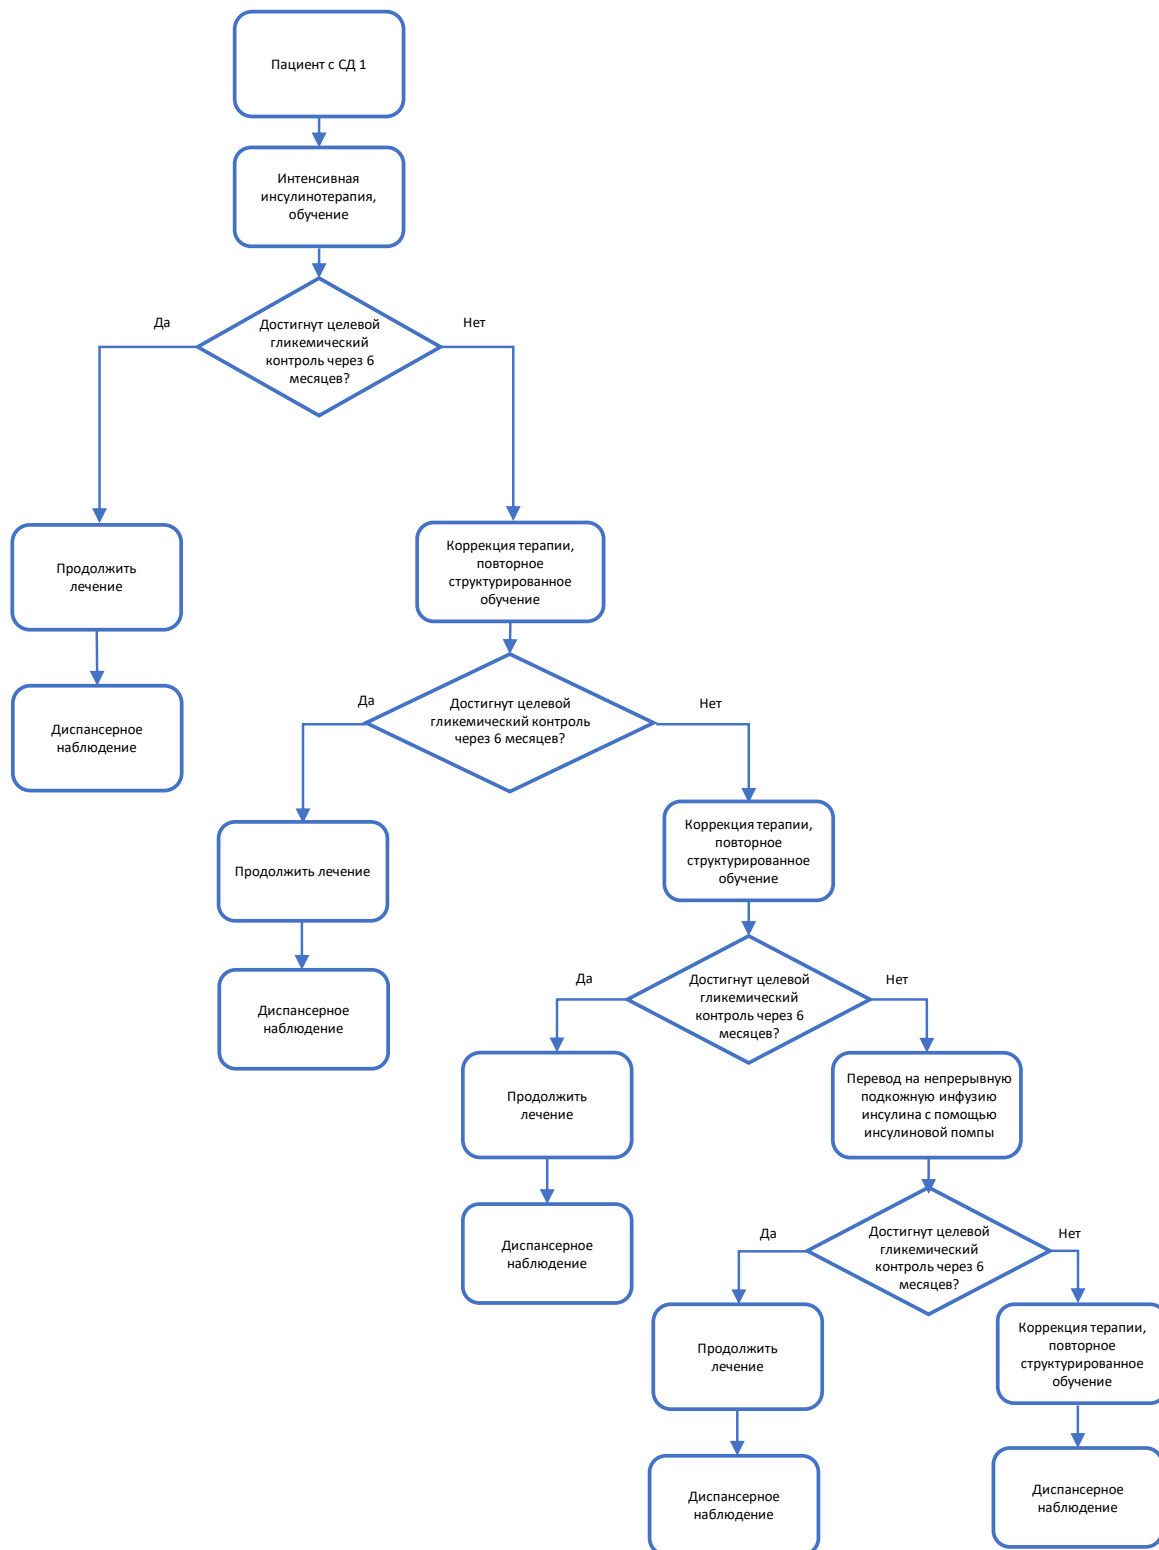 Пациент с СД 1
Интенсивная
инсулинотерапия,
обучение
Да
Нет
Достигнут целевой
гликемический
контроль через 6
месяцев?
Продолжить
лечение
Коррекция терапии,
повторное
структурированное
обучение
Диспансерное
наблюдение
Да
Нет
Достигнут целевой
гликемический контроль
через 6 месяцев?
Продолжить лечение
Коррекция терапии,
повторное
структурированное
обучение
Диспансерное
наблюдение
Да
Нет
Достигнут целевой
гликемический
контроль через 6
месяцев?
Продолжить
лечение
Перевод на непрерывную
подкожную инфузию
инсулина с помощью
инсулиновой помпы
Диспансерное
наблюдение
Да
Нет
Достигнут целевой
гликемический
контроль через 6
месяцев?
Продолжить
лечение
Коррекция терапии,
повторное
структурированное
обучение
Диспансерное
наблюдение
Диспансерное
наблюдение